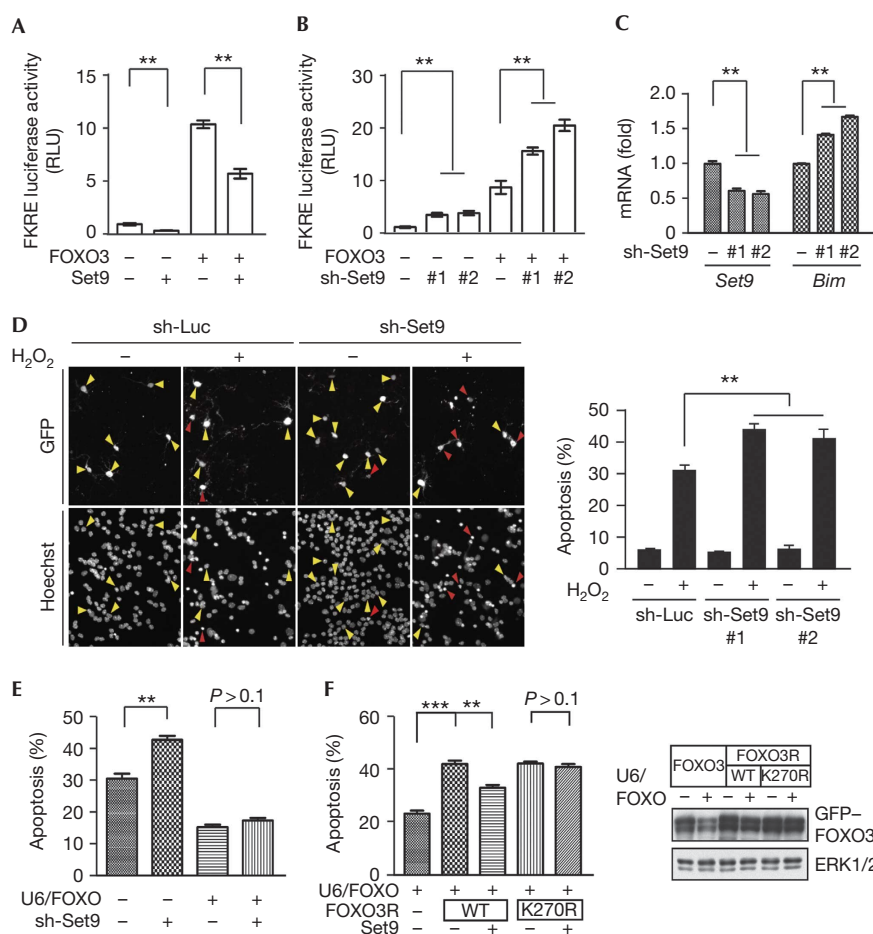 A
**
**
FKRE luciferase activity
(RLU)
15
10
5
0
FOXO3 – – + +
Set9 – + – +
B
**
**
FKRE luciferase activity
(RLU)
30
20
10
0
FOXO3 – – – + + +
sh-Set9 – #1 #2 – #1 #2
C
**
**
mRNA (fold)
2.0
1.5
1.0
0.5
0
sh-Set9 – #1 #2 – #1 #2
Set9 Bim
D
sh-Luc sh-Set9
H2O2 – + – +
GFP
Hoechst
**
Apoptosis (%)
50
40
30
20
10
0
H2O2 – + – + – +
sh-Luc sh-Set9 sh-Set9
#1 #2
E
** P > 0.1
Apoptosis (%)
50
40
30
20
10
0
U6/FOXO – – + +
sh-Set9 – + – +
F
*** ** P > 0.1
Apoptosis (%)
60
40
20
0
U6/FOXO + + + + +
FOXO3R – WT K270R
Set9 – + – +
FOXO3 FOXO3R
WT K270R
U6/
FOXO – + – + – +
GFP–
FOXO3
ERK1/2